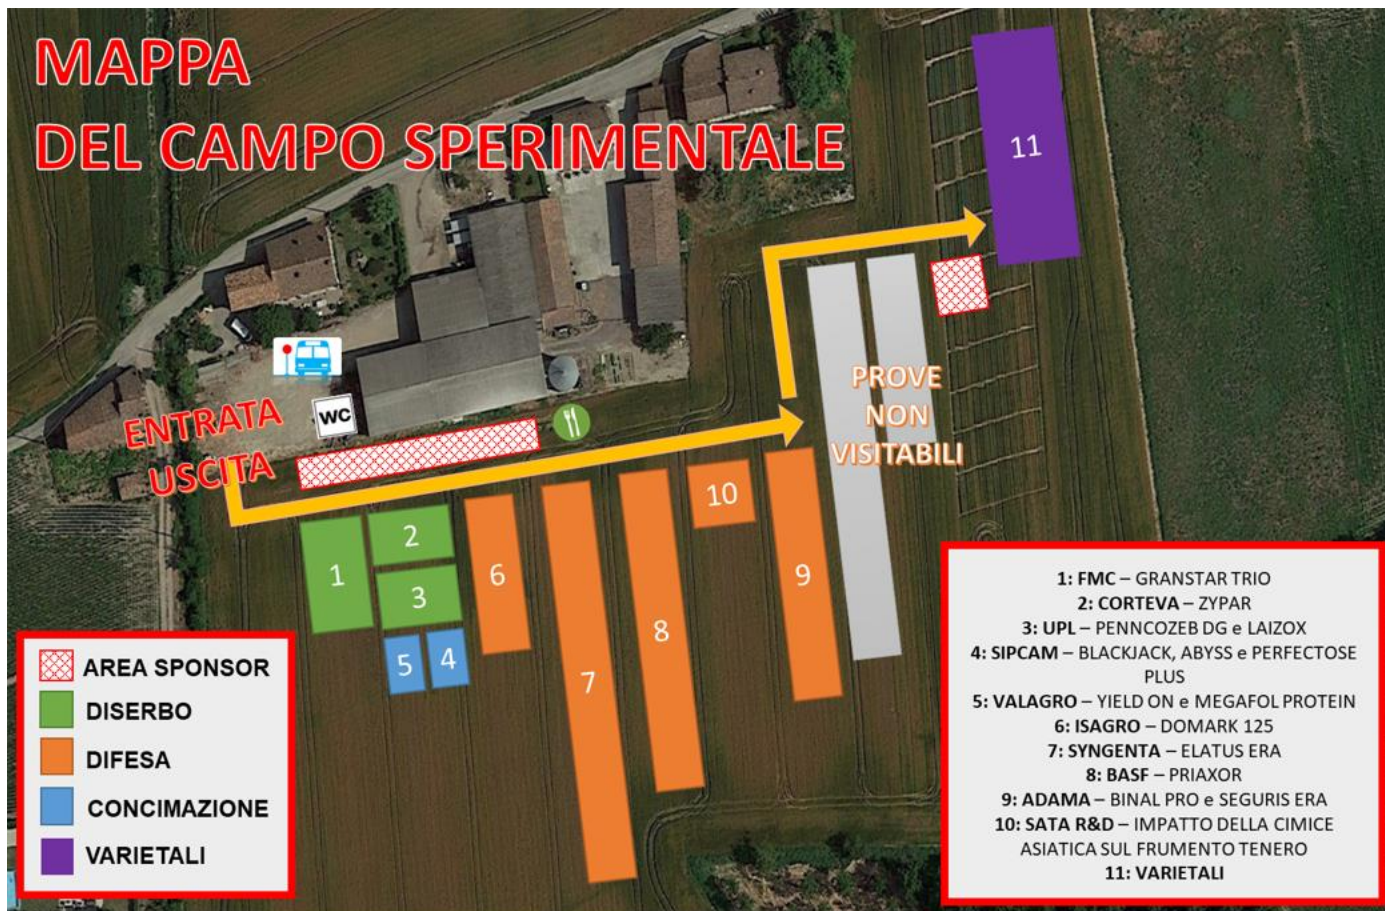 MAPPA
DEL CAMPO SPERIMENTALE
11
ENTRATA
USCITA
WC
PROVE
NON
VISITABILI
1
2
3
4
5
6
7
8
9
10
AREA SPONSOR
DISERBO
DIFESA
CONCIMAZIONE
VARIETALI
1: FMC – GRANSTAR TRIO
2: CORTEVA – ZYPAR
3: UPL – PENNCOZEB DG e LAIZOX
4: SIPCAM – BLACKJACK, ABYSS e PERFECTOSE
PLUS
5: VALAGRO – YIELD ON e MEGAFOL PROTEIN
6: ISAGRO – DOMARK 125
7: SYNGENTA – ELATUS ERA
8: BASF – PRIAXOR
9: ADAMA – BINAL PRO e SEGURIS ERA
10: SATA R&D – IMPATTO DELLA CIMICE
ASIATICA SUL FRUMENTO TENERO
11: VARIETALI